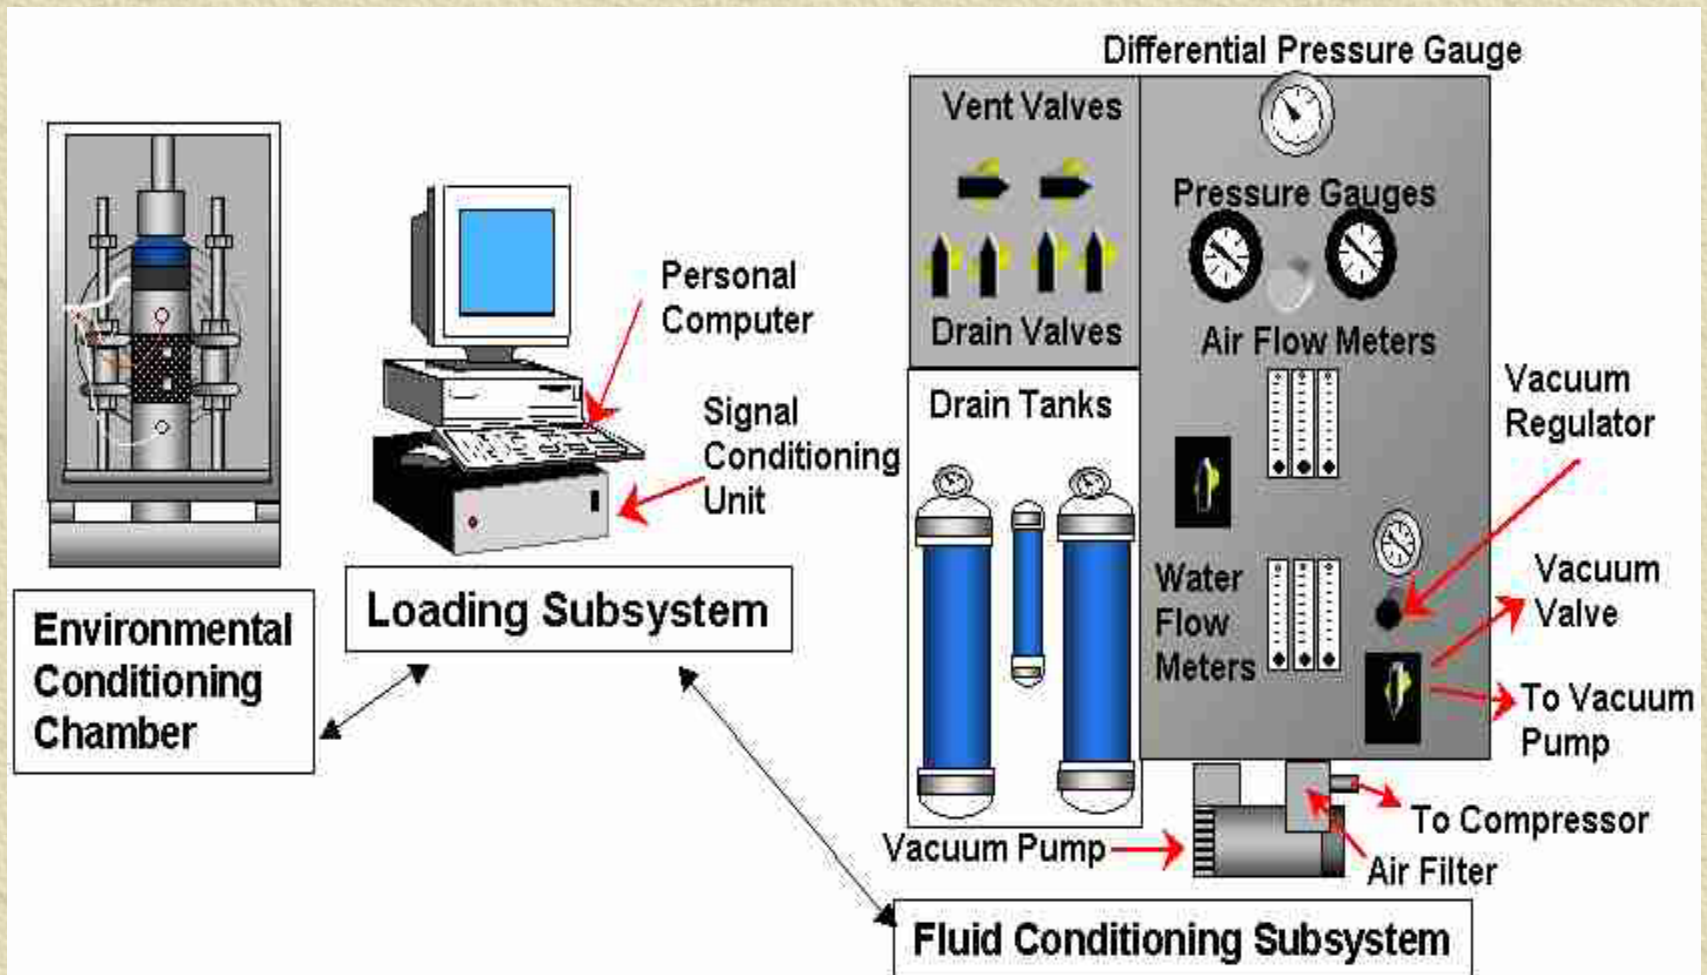 Differential Pressure Gauge
Vent Valves
Pressure Gauges
Drain Valves
Air Flow Meters
Personal
Computer
Signal
Conditioning
Unit
Drain Tanks
Vacuum
Regulator
Water
Flow
Meters
Vacuum
Valve
To Vacuum
Pump
To Compressor
Vacuum Pump
Air Filter
Environmental
Conditioning
Chamber
Loading Subsystem
Fluid Conditioning Subsystem